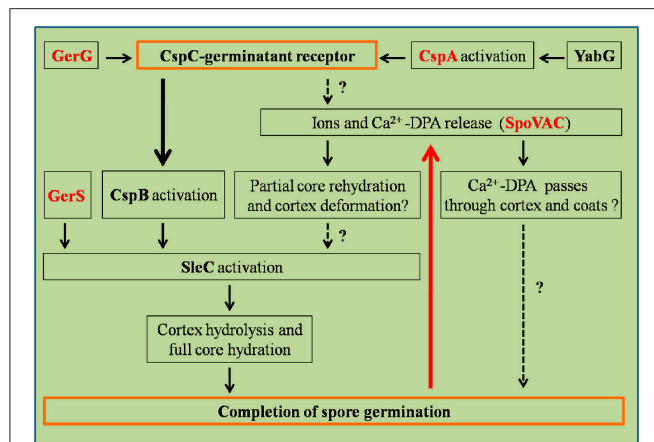 GerG
CspC-germinatant receptor
CspA activation
YabG
?
Ions and Ca²⁺-DPA release (SpoVAC)
GerS
CspB activation
Partial core rehydration
and cortex deformation?
Ca²⁺-DPA passes
through cortex and coats ?
?
SleC activation
?
Cortex hydrolysis and
full core hydration
Completion of spore germination